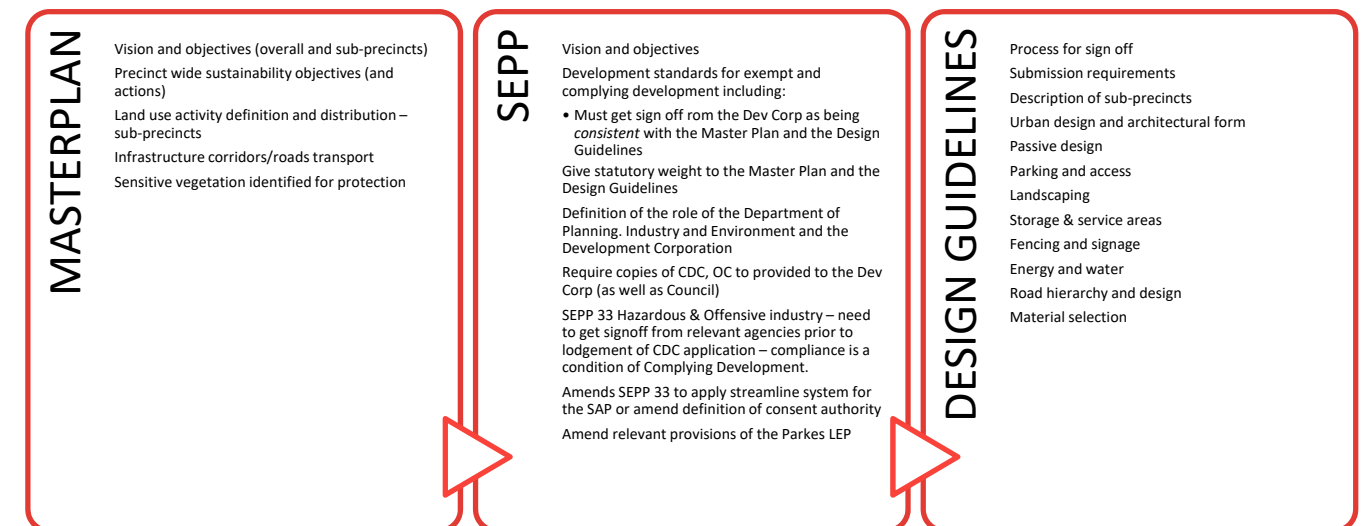 MASTERPLAN
Vision and objectives (overall and sub-precincts)
Precinct wide sustainability objectives (and
actions)
Land use activity definition and distribution –
sub-precincts
Infrastructure corridors/roads transport
Sensitive vegetation identified for protection
SEPP
Vision and objectives
Development standards for exempt and
complying development including:
• Must get sign off rom the Dev Corp as being
consistent with the Master Plan and the Design
Guidelines
Give statutory weight to the Master Plan and the
Design Guidelines
Definition of the role of the Department of
Planning. Industry and Environment and the
Development Corporation
Require copies of CDC, OC to provided to the Dev
Corp (as well as Council)
SEPP 33 Hazardous & Offensive industry – need
to get signoff from relevant agencies prior to
lodgement of CDC application – compliance is a
condition of Complying Development.
Amends SEPP 33 to apply streamline system for
the SAP or amend definition of consent authority
Amend relevant provisions of the Parkes LEP
DESIGN GUIDELINES
Process for sign off
Submission requirements
Description of sub-precincts
Urban design and architectural form
Passive design
Parking and access
Landscaping
Storage & service areas
Fencing and signage
Energy and water
Road hierarchy and design
Material selection